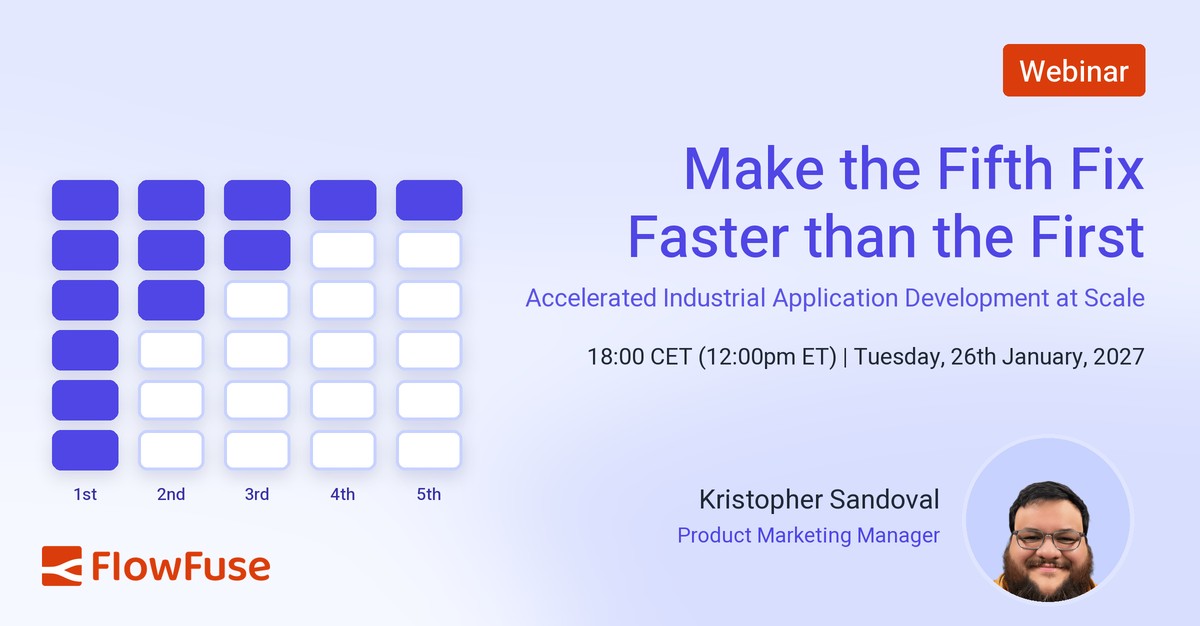 Webinar
Make the Fifth Fix
Faster than the First
Accelerated Industrial Application Development at Scale
18:00 CET (12:00pm ET) | Tuesday, 26th January, 2027
1st 2nd 3rd 4th 5th
Kristopher Sandoval
Product Marketing Manager
FlowFuse